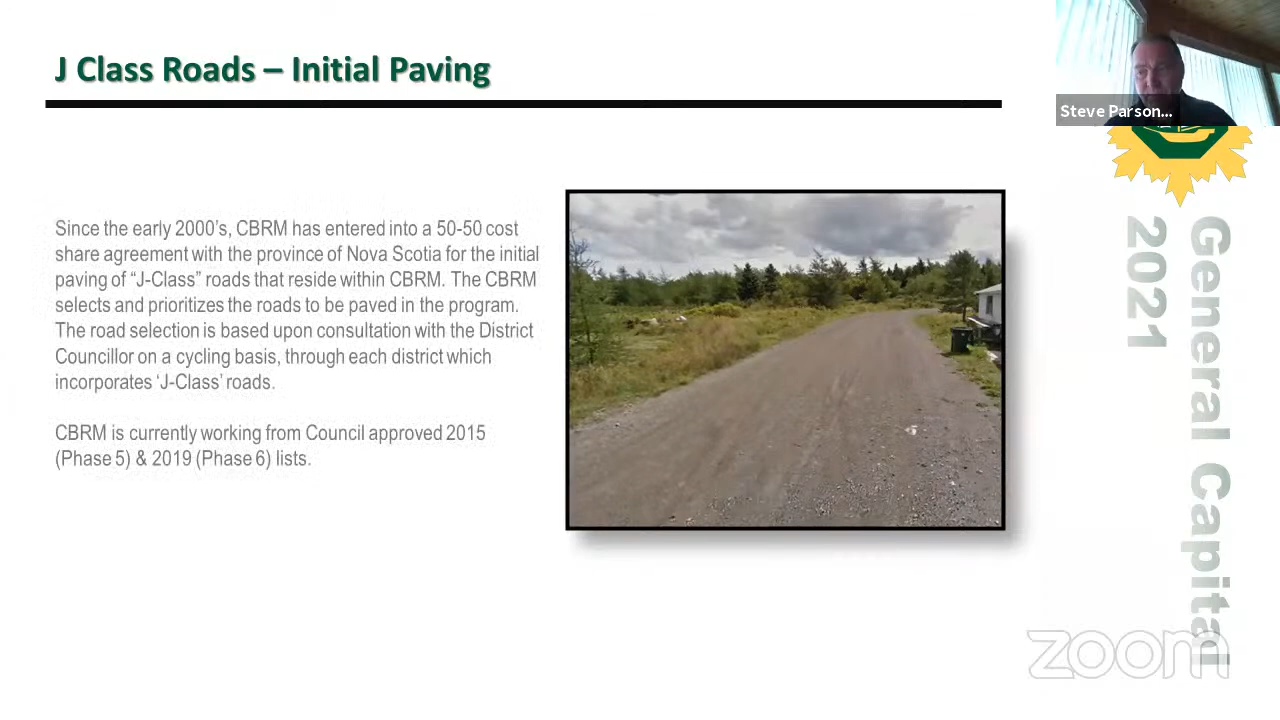 J Class Roads – Initial Paving
Steve Parson...
Since the early 2000’s, CBRM has entered into a 50-50 cost
share agreement with the province of Nova Scotia for the initial
paving of “J-Class” roads that reside within CBRM. The CBRM
selects and prioritizes the roads to be paved in the program.
The road selection is based upon consultation with the District
Councillor on a cycling basis, through each district which
incorporates ‘J-Class’ roads.
CBRM is currently working from Council approved 2015
(Phase 5) & 2019 (Phase 6) lists.
General Capital
2021
zoom